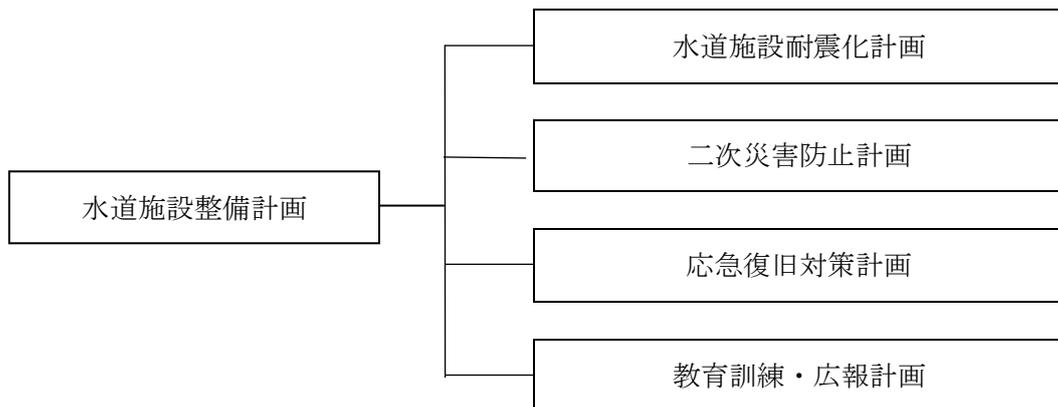 水道施設整備計画
水道施設耐震化計画
二次災害防止計画
応急復旧対策計画
教育訓練・広報計画